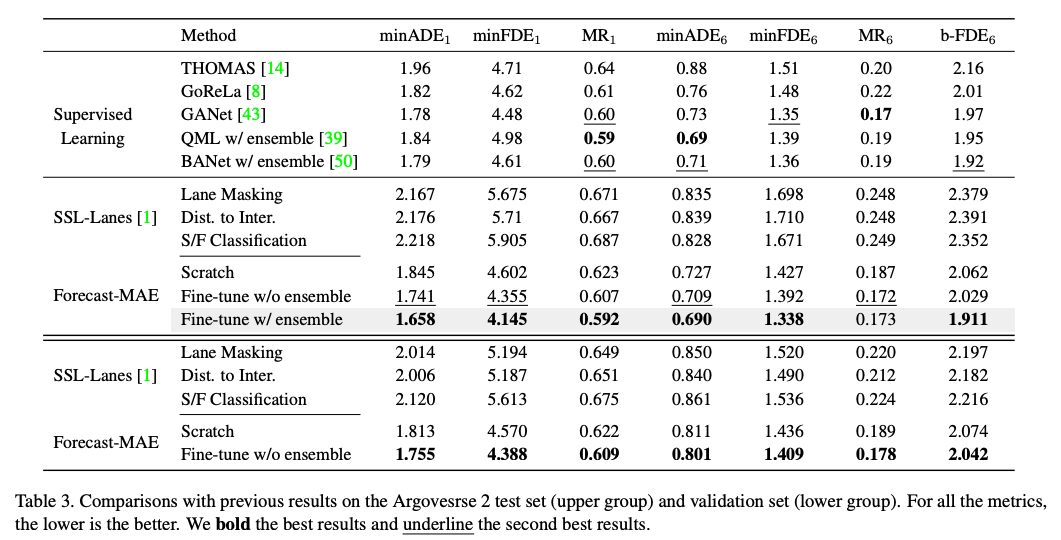 Method minADE1 minFDE1 MR1 minADE6 minFDE6 MR6 b-FDE6
THOMAS [14] 1.96 4.71 0.64 0.88 1.51 0.20 2.16
GoReLa [8] 1.82 4.62 0.61 0.76 1.48 0.22 2.01
Supervised GANet [43] 1.78 4.48 0.60 0.73 1.35 0.17 1.97
Learning QML w/ ensemble [39] 1.84 4.98 0.59 0.69 1.39 0.19 1.95
BANet w/ ensemble [50] 1.79 4.61 0.60 0.71 1.36 0.19 1.92
Lane Masking 2.167 5.675 0.671 0.835 1.698 0.248 2.379
SSL-Lanes [1] Dist. to Inter. 2.176 5.71 0.667 0.839 1.710 0.248 2.391
S/F Classification 2.218 5.905 0.687 0.828 1.671 0.249 2.352
Scratch 1.845 4.602 0.623 0.727 1.427 0.187 2.062
Forecast-MAE Fine-tune w/o ensemble 1.741 4.355 0.607 0.709 1.392 0.172 2.029
Fine-tune w/ ensemble 1.658 4.145 0.592 0.690 1.338 0.173 1.911
Lane Masking 2.014 5.194 0.649 0.850 1.520 0.220 2.197
SSL-Lanes [1] Dist. to Inter. 2.006 5.187 0.651 0.840 1.490 0.212 2.182
S/F Classification 2.120 5.613 0.675 0.861 1.536 0.224 2.216
Scratch 1.813 4.570 0.622 0.811 1.436 0.189 2.074
Forecast-MAE
Fine-tune w/o ensemble 1.755 4.388 0.609 0.801 1.409 0.178 2.042
Table 3. Comparisons with previous results on the Argovesrse 2 test set (upper group) and validation set (lower group). For all the metrics,
the lower is the better. We bold the best results and underline the second best results.